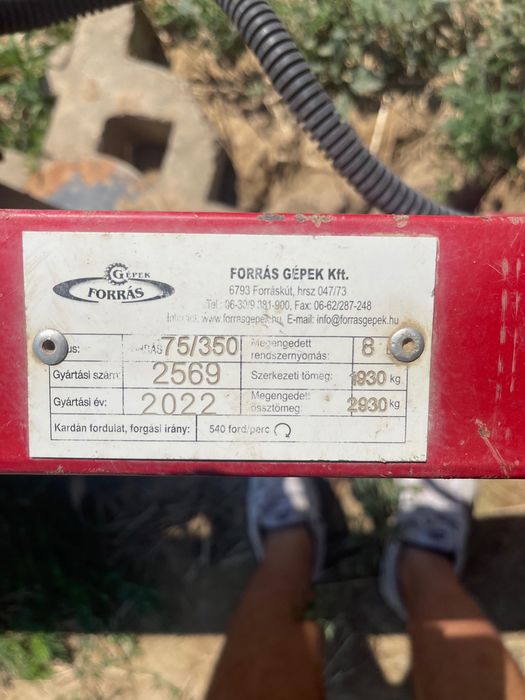 GÉPEK
FORRÁS
FORRÁS GÉPEK Kft.
6793 Forráskút, hrsz 047/73
Tel.: 06-30/9 381-900, Fax: 06-62/287-248
www.forrasgepek.hu, E-mail: info@forrasgepek.hu
75/350 Megengedett rendszernyomás: 8
Gyártási szám: 2569 Szerkezeti tömeg: 1930 kg
Gyártási év: 2022 Megengedett össztömeg: 2930 kg
Kardán fordulat, forgási irány: 540 ford/perc